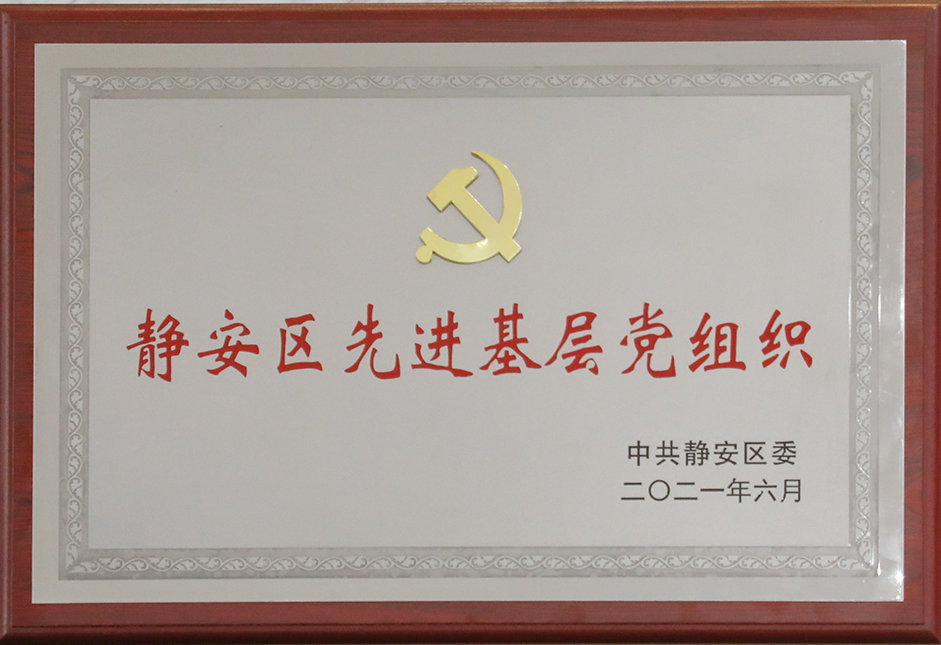 静安区先进基层党组织
中共静安区委
二〇二一年六月